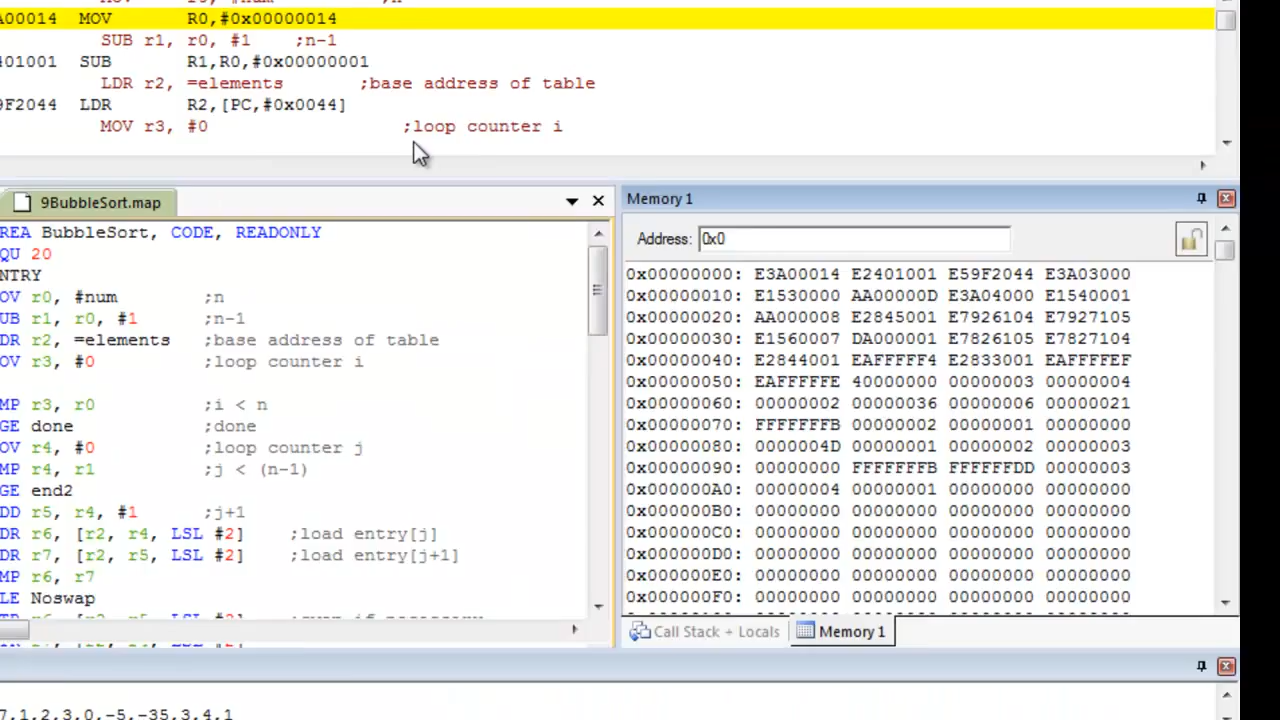 A00014 MOV R0,#0x00000014
SUB r1, r0, #1 ;n-1
401001 SUB R1,R0,#0x00000001
LDR r2, =elements ;base address of table
9F2044 LDR R2,[PC,#0x0044]
MOV r3, #0 ;loop counter i
9BubbleSort.map
REA BubbleSort, CODE, READONLY
QU 20
NTRY
OV r0, #num ;n
UB r1, r0, #1 ;n-1
DR r2, =elements ;base address of table
OV r3, #0 ;loop counter i
MP r3, r0 ;i < n
GE done ;done
OV r4, #0 ;loop counter j
MP r4, r1 ;j < (n-1)
GE end2
DD r5, r4, #1 ;j+1
DR r6, [r2, r4, LSL #2] ;load entry[j]
DR r7, [r2, r5, LSL #2] ;load entry[j+1]
MP r6, r7
LE Noswap
Memory 1
Address: 0x0
0x00000000: E3A00014 E2401001 E59F2044 E3A03000
0x00000010: E1530000 AA00000D E3A04000 E1540001
0x00000020: AA000008 E2845001 E7926104 E7927105
0x00000030: E1560007 DA000001 E7826105 E7827104
0x00000040: E2844001 EAFFFFF4 E2833001 EAFFFFEF
0x00000050: EAFFFFFE 40000000 00000003 00000004
0x00000060: 00000002 00000036 00000006 00000021
0x00000070: FFFFFFFB 00000002 00000001 00000000
0x00000080: 0000004D 00000001 00000002 00000003
0x00000090: 00000000 FFFFFFFB FFFFFFDD 00000003
0x000000A0: 00000004 00000001 00000000 00000000
0x000000B0: 00000000 00000000 00000000 00000000
0x000000C0: 00000000 00000000 00000000 00000000
0x000000D0: 00000000 00000000 00000000 00000000
0x000000E0: 00000000 00000000 00000000 00000000
0x000000F0: 00000000 00000000 00000000 00000000
Call Stack + Locals Memory 1
7,1,2,3,0,-5,-35,3,4,1